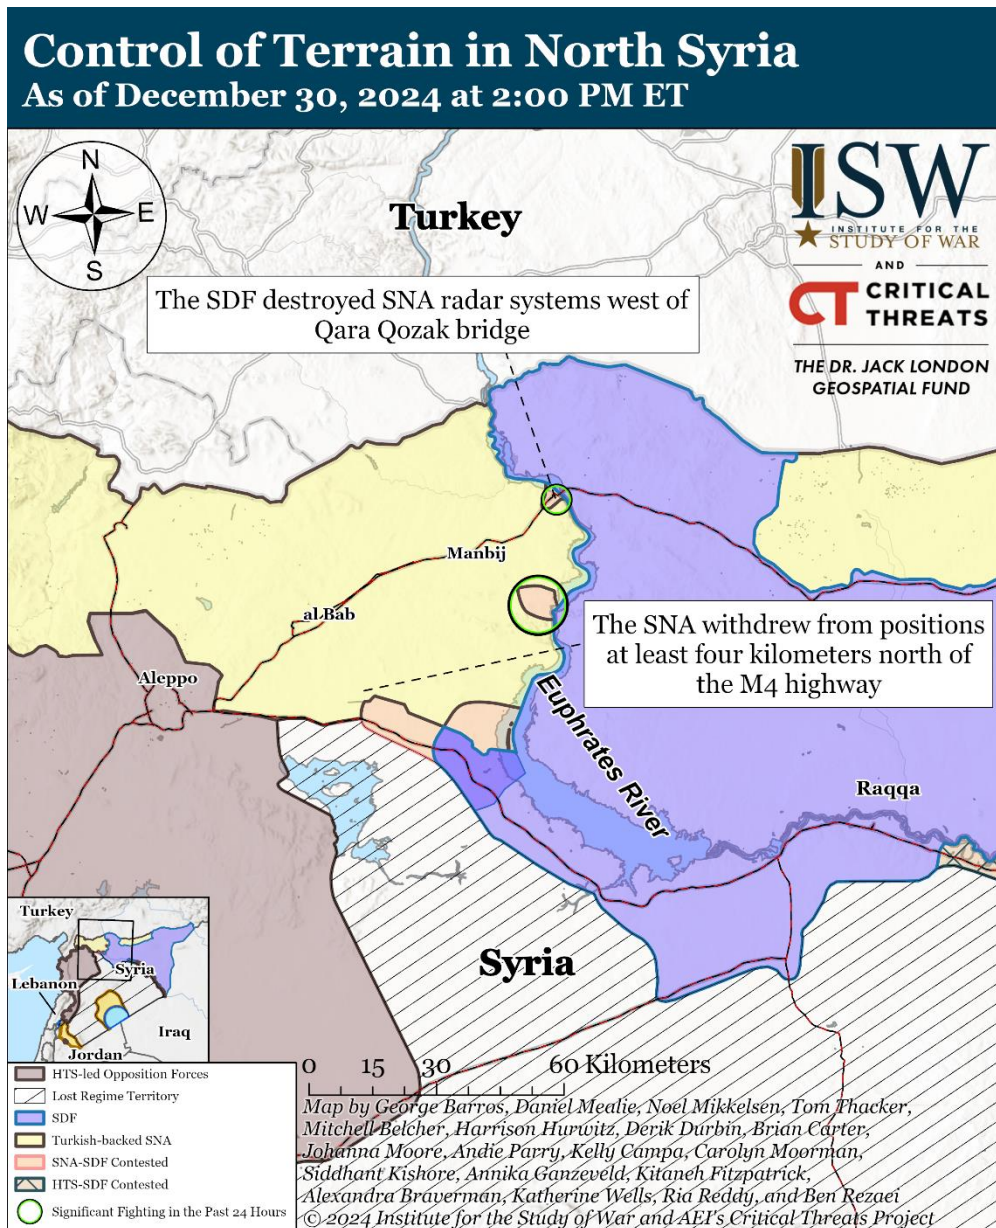 Control of Terrain in North Syria
As of December 30, 2024 at 2:00 PM ET
N
W
E
S
Turkey
ISW
INSTITUTE FOR THE
STUDY OF WAR
AND
CT CRITICAL
THREATS
THE DR. JACK LONDON
GEOSPATIAL FUND
The SDF destroyed SNA radar systems west of
Qara Qozak bridge
Manbij
al Bab
Aleppo
The SNA withdrew from positions
at least four kilometers north of
the M4 highway
Euphrates River
Raqqa
Syria
Turkey
Syria
Lebanon
Iraq
Jordan
HTS-led Opposition Forces
Lost Regime Territory
SDF
Turkish-backed SNA
SNA-SDF Contested
HTS-SDF Contested
Significant Fighting in the Past 24 Hours
0 15 30 60 Kilometers
Map by George Barros, Daniel Mealie, Noel Mikkelsen, Tom Thacker,
Mitchell Belcher, Harrison Hurwitz, Derik Durbin, Brian Carter,
Johanna Moore, Andie Parry, Kelly Campa, Carolyn Moorman,
Siddhant Kishore, Annika Ganzeveld, Kitaneh Fitzpatrick,
Alexandra Braverman, Katherine Wells, Ria Reddy, and Ben Rezaei
© 2024 Institute for the Study of War and AEI's Critical Threats Project